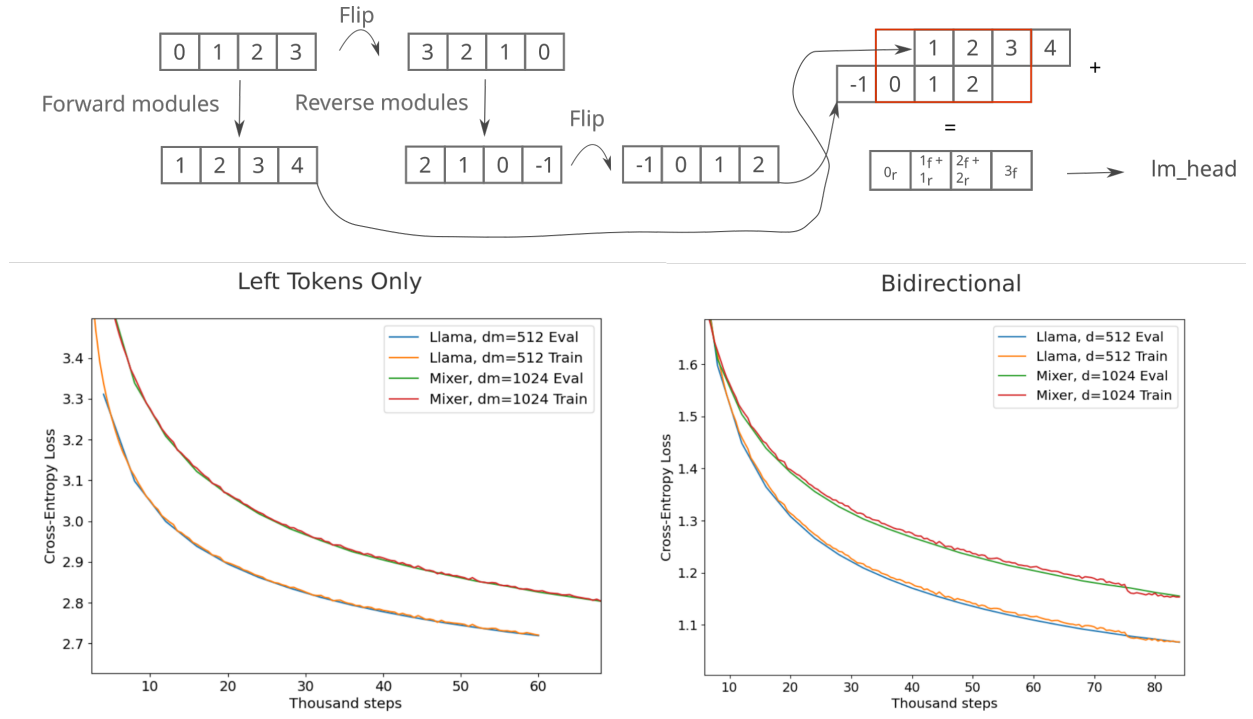 Flip
0 1 2 3
3 2 1 0
1 2 3 4
+
-1 0 1 2
Forward modules
Reverse modules
Flip
=
1 2 3 4
2 1 0 -1
-1 0 1 2
0r 1f + 1r 2f + 2r 3f
lm_head
Left Tokens Only
Llama, dm=512 Eval
Llama, dm=512 Train
Mixer, dm=1024 Eval
Mixer, dm=1024 Train
Cross-Entropy Loss
3.4
3.3
3.2
3.1
3.0
2.9
2.8
2.7
10 20 30 40 50 60
Thousand steps
Bidirectional
Llama, d=512 Eval
Llama, d=512 Train
Mixer, d=1024 Eval
Mixer, d=1024 Train
Cross-Entropy Loss
1.6
1.5
1.4
1.3
1.2
1.1
10 20 30 40 50 60 70 80
Thousand steps